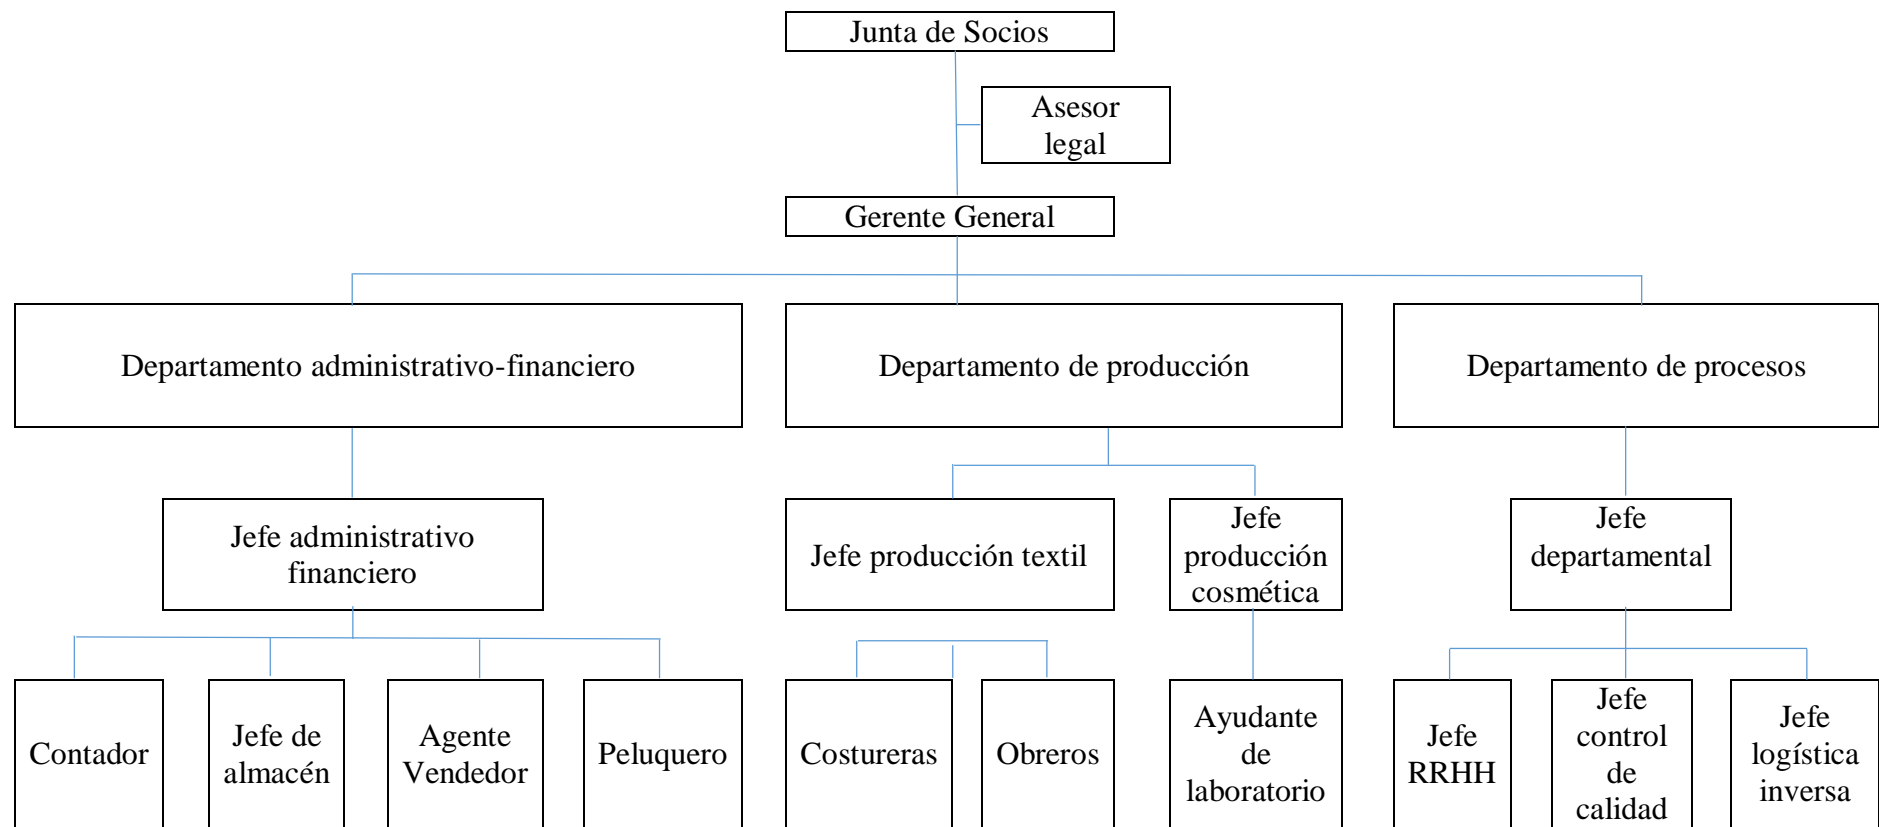 Junta de Socios
Asesor
legal
Gerente General
Departamento administrativo-financiero
Departamento de producción
Departamento de procesos
Jefe administrativo
financiero
Jefe producción textil
Jefe
producción
cosmética
Jefe
departamental
Contador
Jefe de
almacén
Agente
Vendedor
Peluquero
Costureras
Obreros
Ayudante
de
laboratorio
Jefe
RRHH
Jefe
control
de
calidad
Jefe
logística
inversa